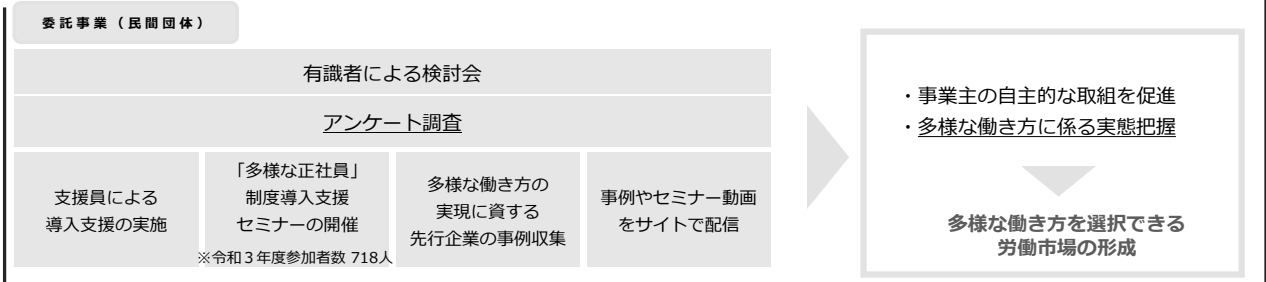 委託事業（民間団体）
有識者による検討会
アンケート調査
支援員による
導入支援の実施
「多様な正社員」
制度導入支援
セミナーの開催
※令和３年度参加者数 718人
多様な働き方の
実現に資する
先行企業の事例収集
事例やセミナー動画
をサイトで配信
・事業主の自主的な取組を促進
・多様な働き方に係る実態把握
多様な働き方を選択できる
労働市場の形成